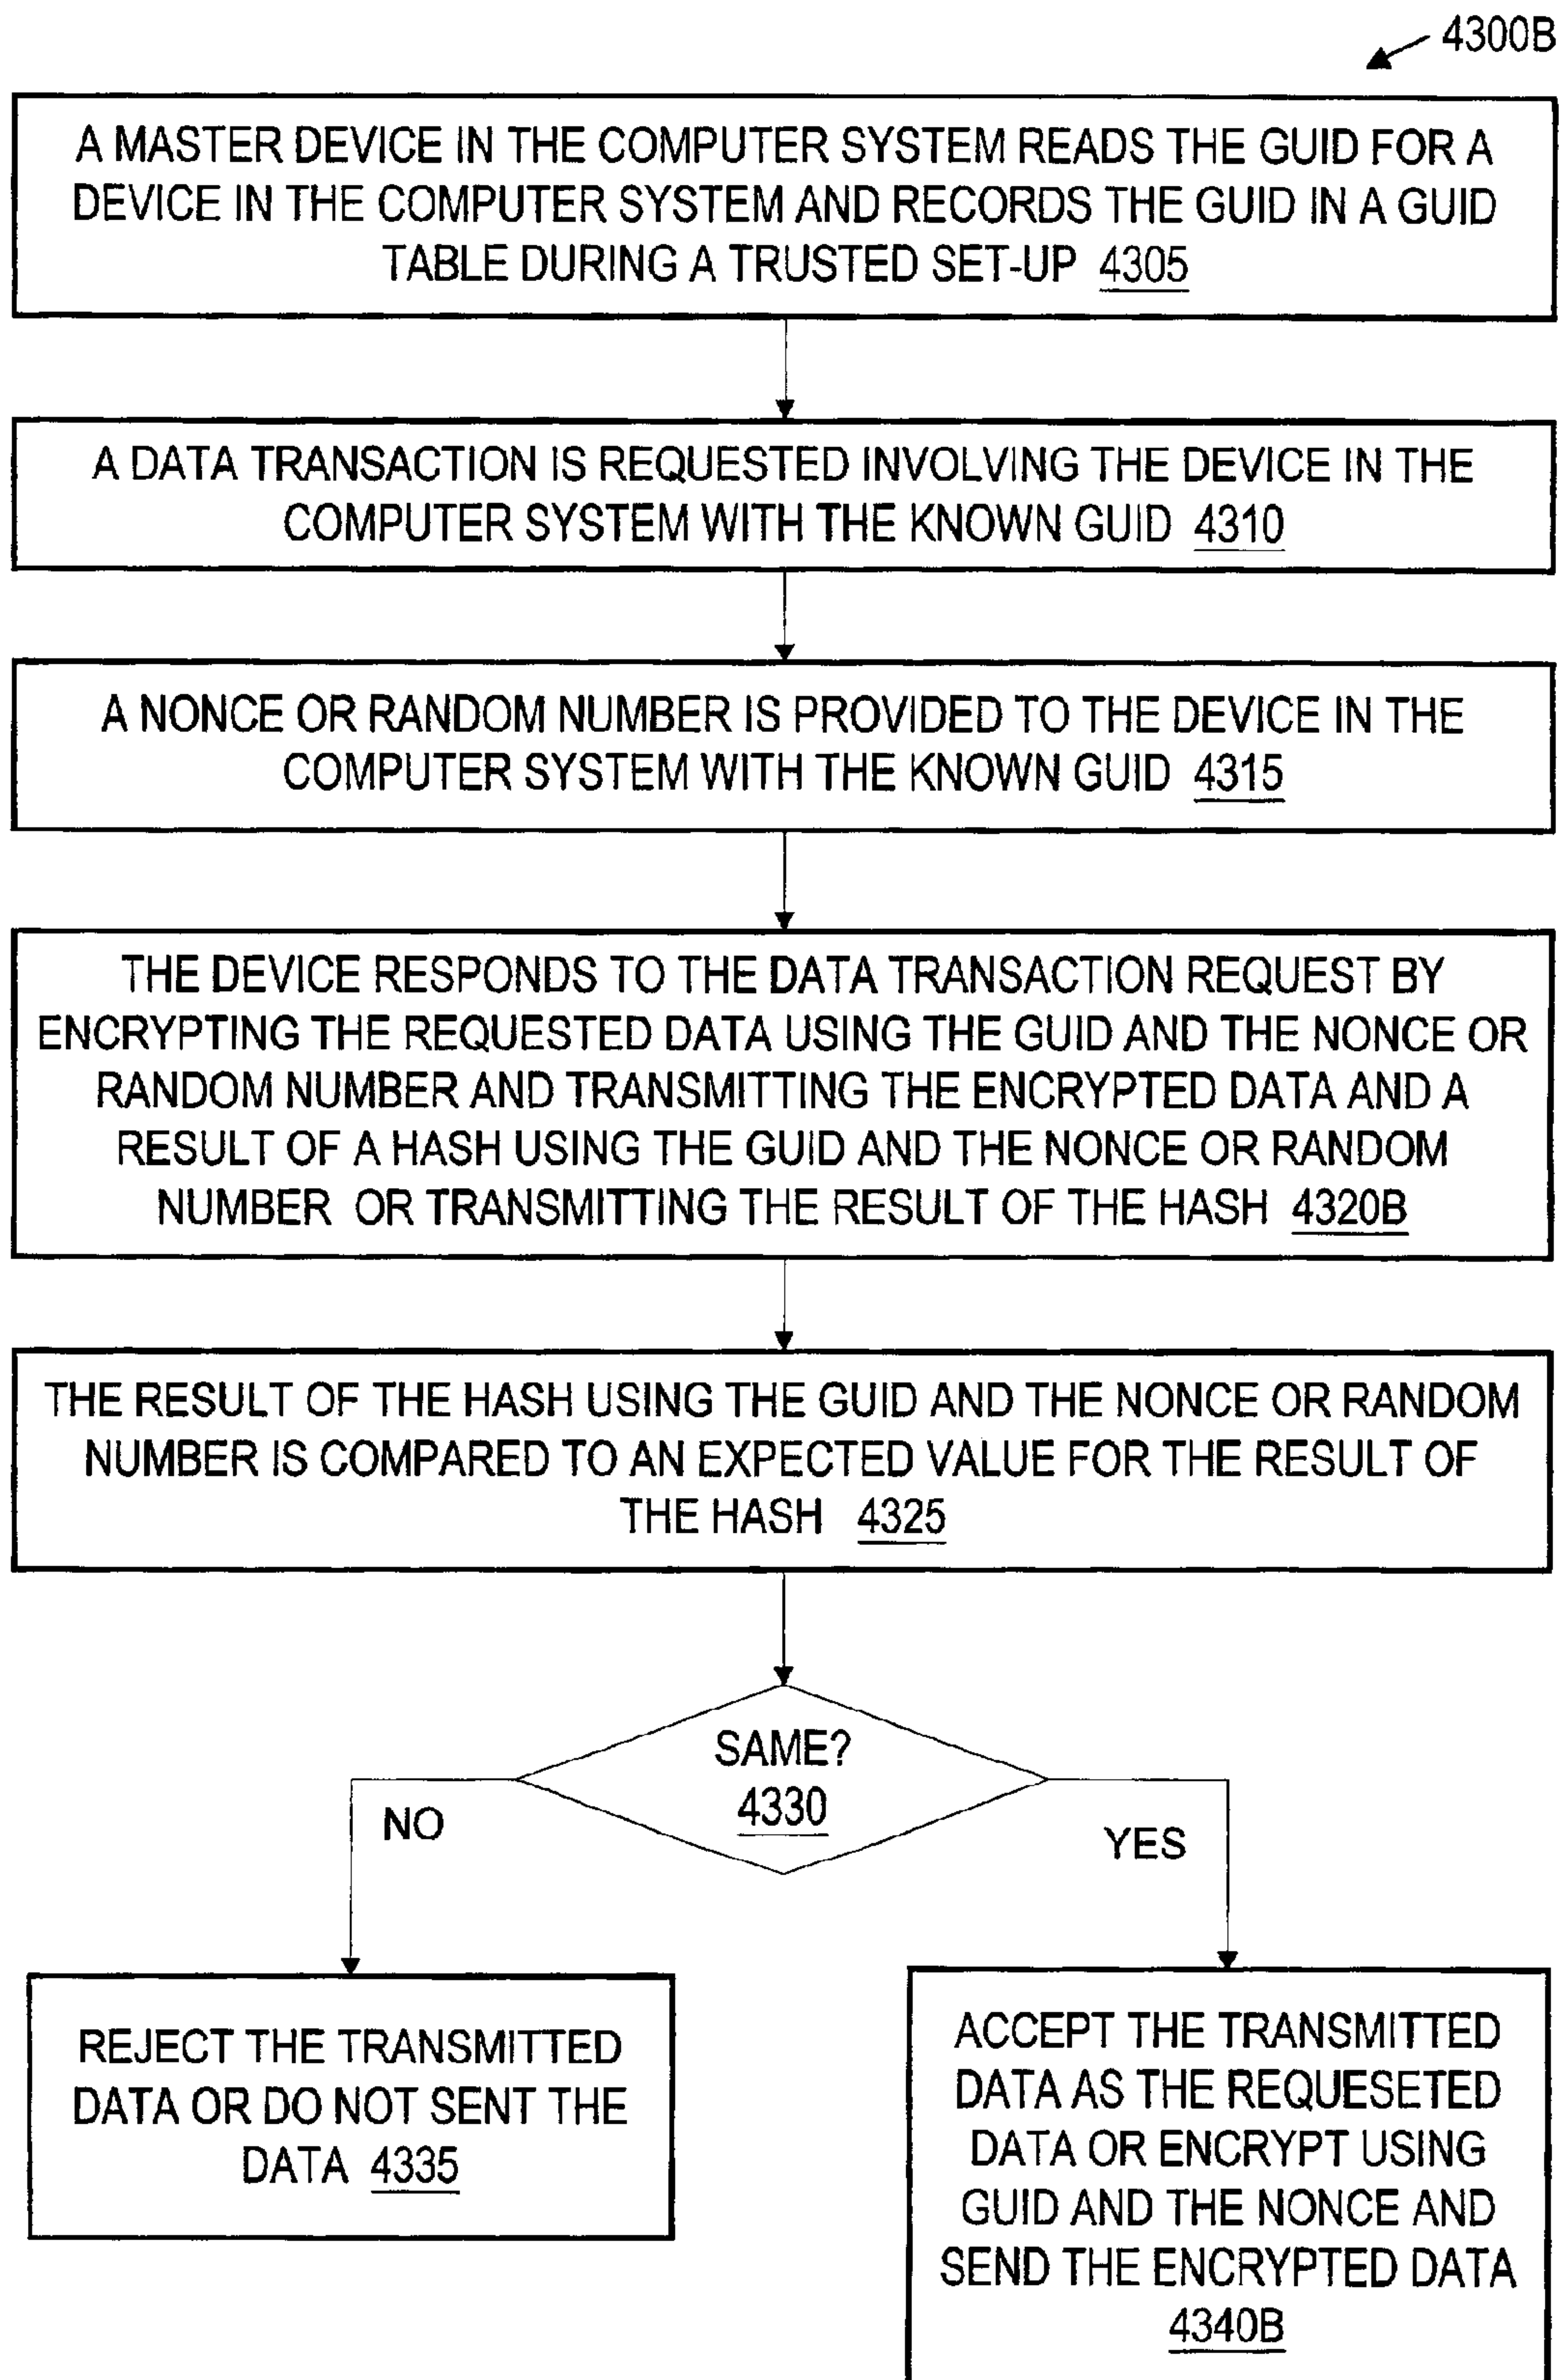 4300B
A MASTER DEVICE IN THE COMPUTER SYSTEM READS THE GUID FOR A
DEVICE IN THE COMPUTER SYSTEM AND RECORDS THE GUID IN A GUID
TABLE DURING A TRUSTED SET-UP 4305
A DATA TRANSACTION IS REQUESTED INVOLVING THE DEVICE IN THE
COMPUTER SYSTEM WITH THE KNOWN GUID 4310
A NONCE OR RANDOM NUMBER IS PROVIDED TO THE DEVICE IN THE
COMPUTER SYSTEM WITH THE KNOWN GUID 4315
THE DEVICE RESPONDS TO THE DATA TRANSACTION REQUEST BY
ENCRYPTING THE REQUESTED DATA USING THE GUID AND THE NONCE OR
RANDOM NUMBER AND TRANSMITTING THE ENCRYPTED DATA AND A
RESULT OF A HASH USING THE GUID AND THE NONCE OR RANDOM
NUMBER OR TRANSMITTING THE RESULT OF THE HASH 4320B
THE RESULT OF THE HASH USING THE GUID AND THE NONCE OR RANDOM
NUMBER IS COMPARED TO AN EXPECTED VALUE FOR THE RESULT OF
THE HASH 4325
SAME?
4330
NO
YES
REJECT THE TRANSMITTED
DATA OR DO NOT SENT THE
DATA 4335
ACCEPT THE TRANSMITTED
DATA AS THE REQUESETED
DATA OR ENCRYPT USING
GUID AND THE NONCE AND
SEND THE ENCRYPTED DATA
4340B